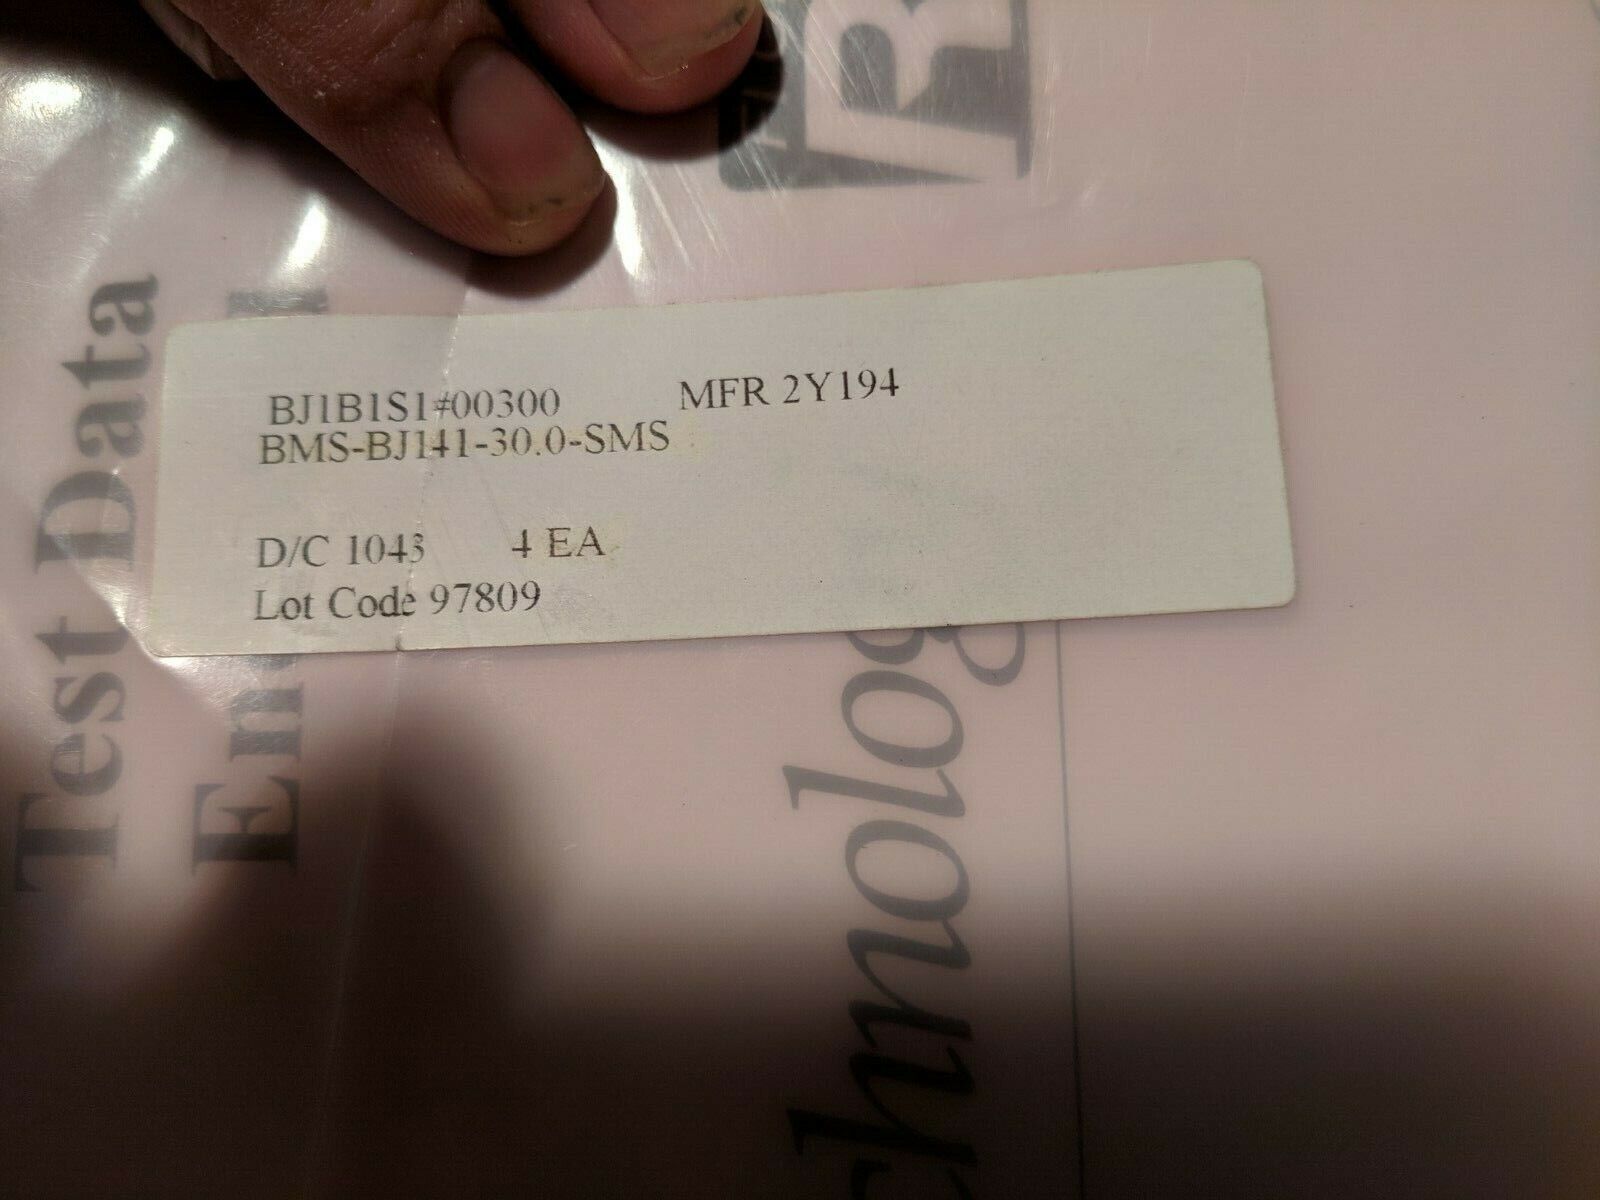 BJ1B1S1#00300 MFR 2Y194
BMS-BJ141-30.0-SMS
D/C 1043 4 EA
Lot Code 97809
Test Data